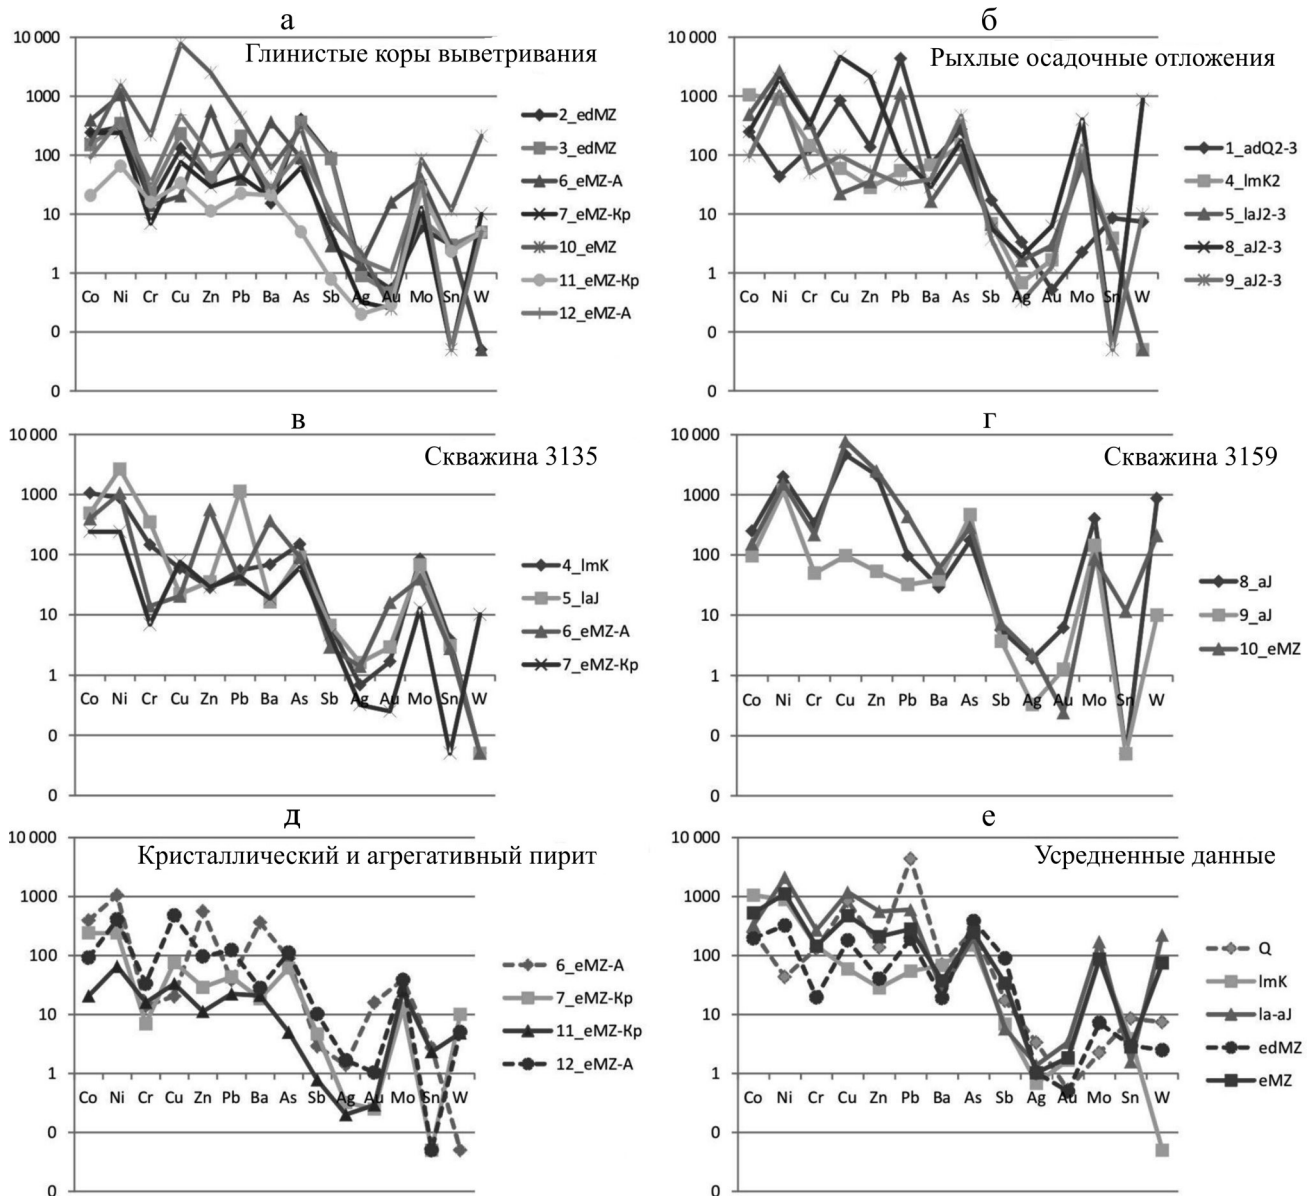 а
Глинистые коры выветривания
10 000
1000
100
10
1
0
0
Co Ni Cr Cu Zn Pb Ba As Sb Ag Au Mo Sn W
2_edMZ
3_edMZ
6_eMZ-A
7_eMZ-Кр
10_eMZ
11_eMZ-Кр
12_eMZ-A
б
Рыхлые осадочные отложения
10 000
1000
100
10
1
0
0
Co Ni Cr Cu Zn Pb Ba As Sb Ag Au Mo Sn W
1_adQ2-3
4_lmK2
5_laJ2-3
8_aJ2-3
9_aJ2-3
в
Скважина 3135
10 000
1000
100
10
1
0
0
Co Ni Cr Cu Zn Pb Ba As Sb Ag Au Mo Sn W
4_lmK
5_laJ
6_eMZ-A
7_eMZ-Кр
г
Скважина 3159
10 000
1000
100
10
1
0
0
Co Ni Cr Cu Zn Pb Ba As Sb Ag Au Mo Sn W
8_aJ
9_aJ
10_eMZ
д
Кристаллический и агрегативный пирит
10 000
1000
100
10
1
0
0
Co Ni Cr Cu Zn Pb Ba As Sb Ag Au Mo Sn W
6_eMZ-A
7_eMZ-Кр
11_eMZ-Кр
12_eMZ-A
е
Усредненные данные
10 000
1000
100
10
1
0
0
Co Ni Cr Cu Zn Pb Ba As Sb Ag Au Mo Sn W
Q
lmK
la-aJ
edMZ
eMZ